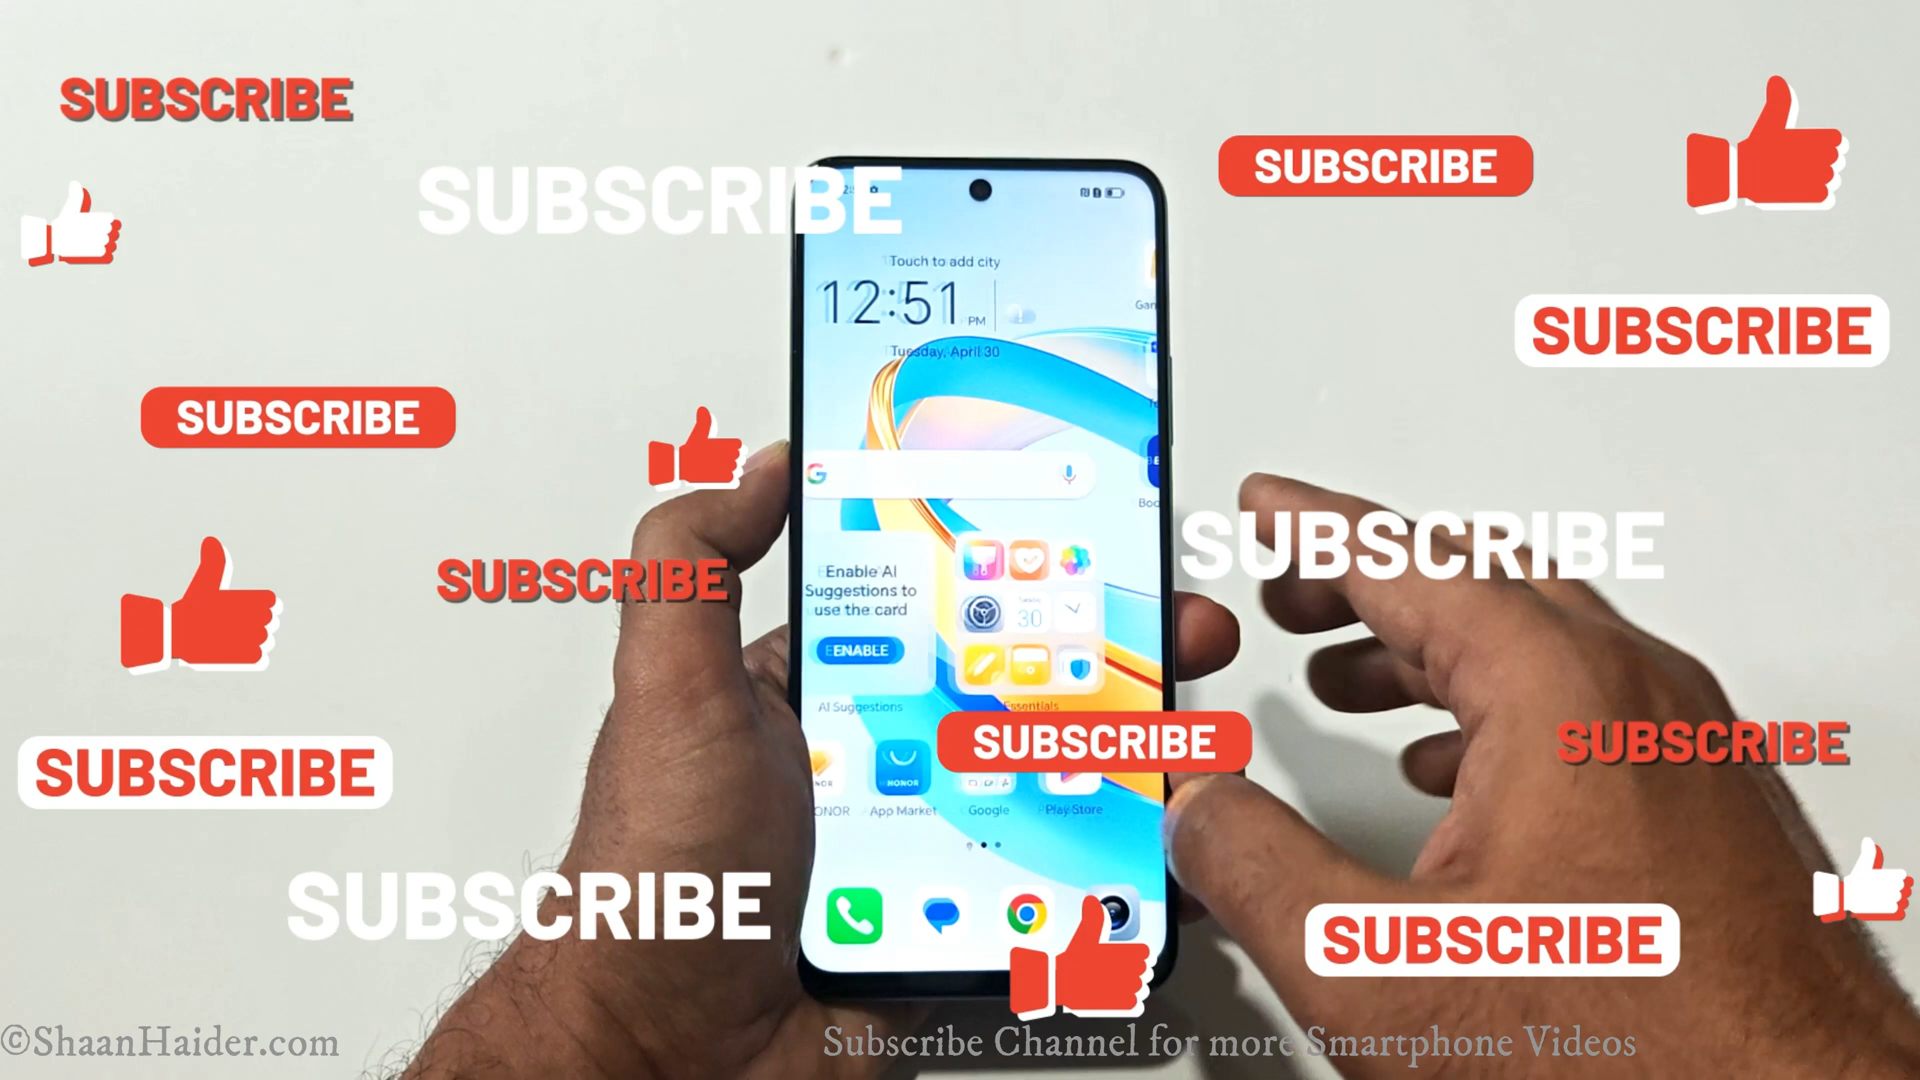 SUBSCRIBE
SUBSCRIBE
SUBSCRIBE
Touch to add city
12:51 PM
Tuesday, April 30
SUBSCRIBE
SUBSCRIBE
G
SUBSCRIBE
SUBSCRIBE
Enable AI
Suggestions to
use the card
30
ENABLE
AI Suggestions
Essentials
SUBSCRIBE
SUBSCRIBE
SUBSCRIBE
HONOR
App Market
Google
Play Store
SUBSCRIBE
SUBSCRIBE
©ShaanHaider.com
Subscribe Channel for more Smartphone Videos